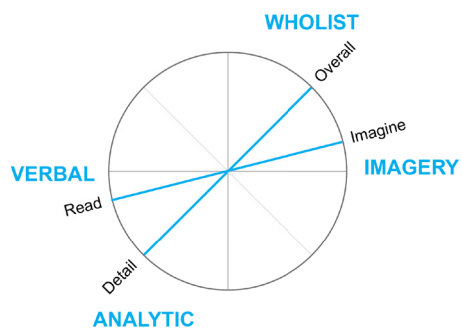 WHOLIST
Overall
Imagine
IMAGERY
VERBAL
Read
Detail
ANALYTIC